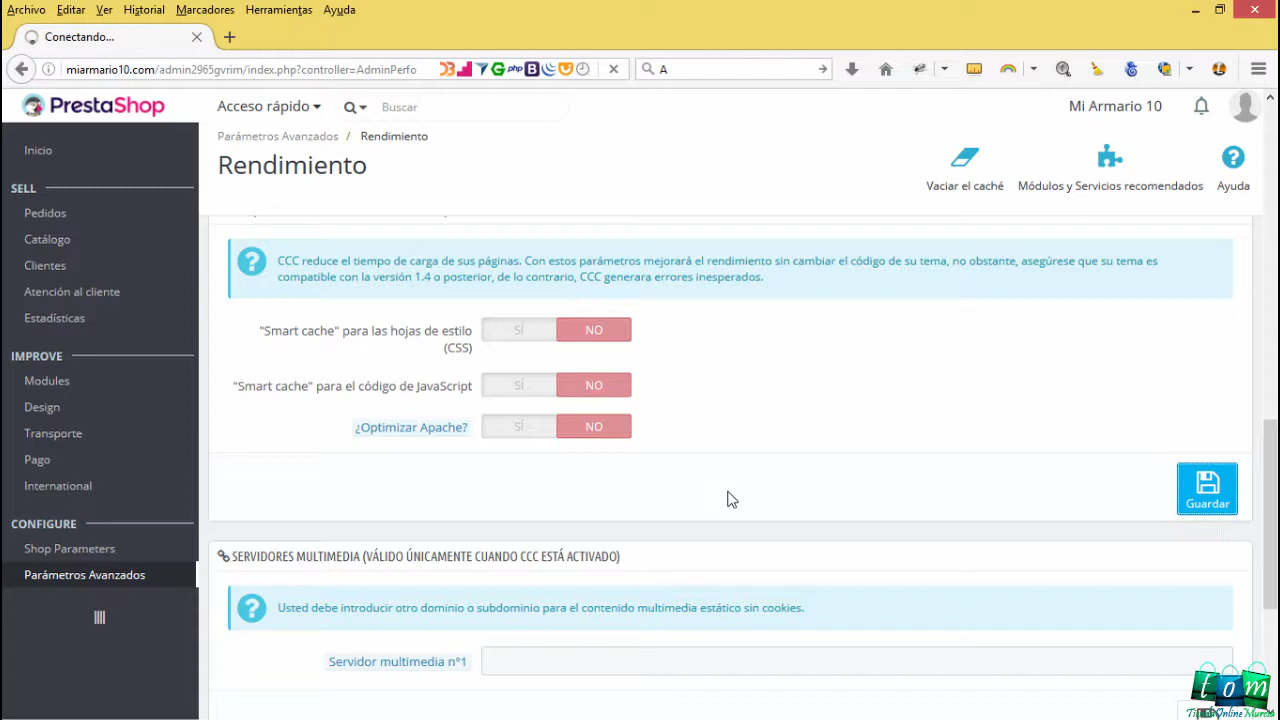 Archivo Editar Ver Historial Marcadores Herramientas Ayuda
Conectando...
miarmario10.com/admin2965gvrim/index.php?controller=AdminPerfo
php
B
A
PrestaShop
Acceso rápido
Buscar
Mi Armario 10
Parámetros Avanzados / Rendimiento
Rendimiento
Vaciar el caché
Módulos y Servicios recomendados
Ayuda
Inicio
SELL
Pedidos
Catálogo
Clientes
Atención al cliente
Estadísticas
IMPROVE
Modules
Design
Transporte
Pago
International
CONFIGURE
Shop Parameters
Parámetros Avanzados
CCC reduce el tiempo de carga de sus páginas. Con estos parámetros mejorará el rendimiento sin cambiar el código de su tema, no obstante, asegúrese que su tema es
compatible con la versión 1.4 o posterior, de lo contrario, CCC generara errores inesperados.
"Smart cache" para las hojas de estilo
(CSS)
SÍ NO
"Smart cache" para el código de JavaScript
SÍ NO
¿Optimizar Apache?
SÍ NO
Guardar
SERVIDORES MULTIMEDIA (VÁLIDO ÚNICAMENTE CUANDO CCC ESTÁ ACTIVADO)
Usted debe introducir otro dominio o subdominio para el contenido multimedia estático sin cookies.
Servidor multimedia n°1
tom
TiendaOnlineMurcia